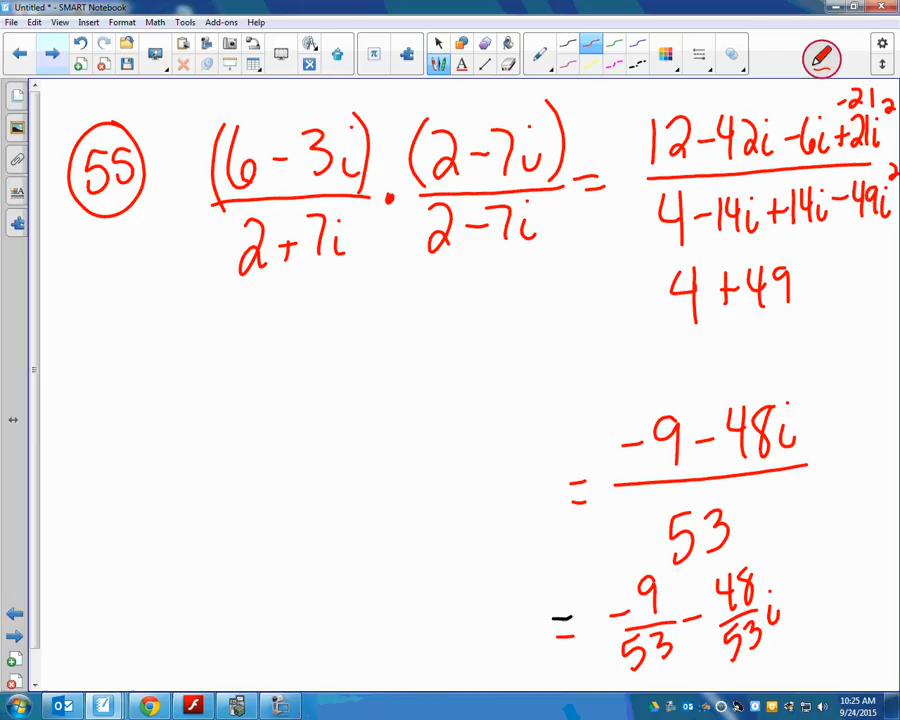 Untitled * - SMART Notebook
File Edit View Insert Format Math Tools Add-ons Help
-21
55 (6 - 3i) / 2 + 7i · (2 - 7i) / 2 - 7i = 12 - 42i - 6i + 21i² / 4 - 14i + 14i - 49i²
4 + 49
= -9 - 48i / 53
= -9/53 - 48/53 i
10:25 AM
9/24/2015